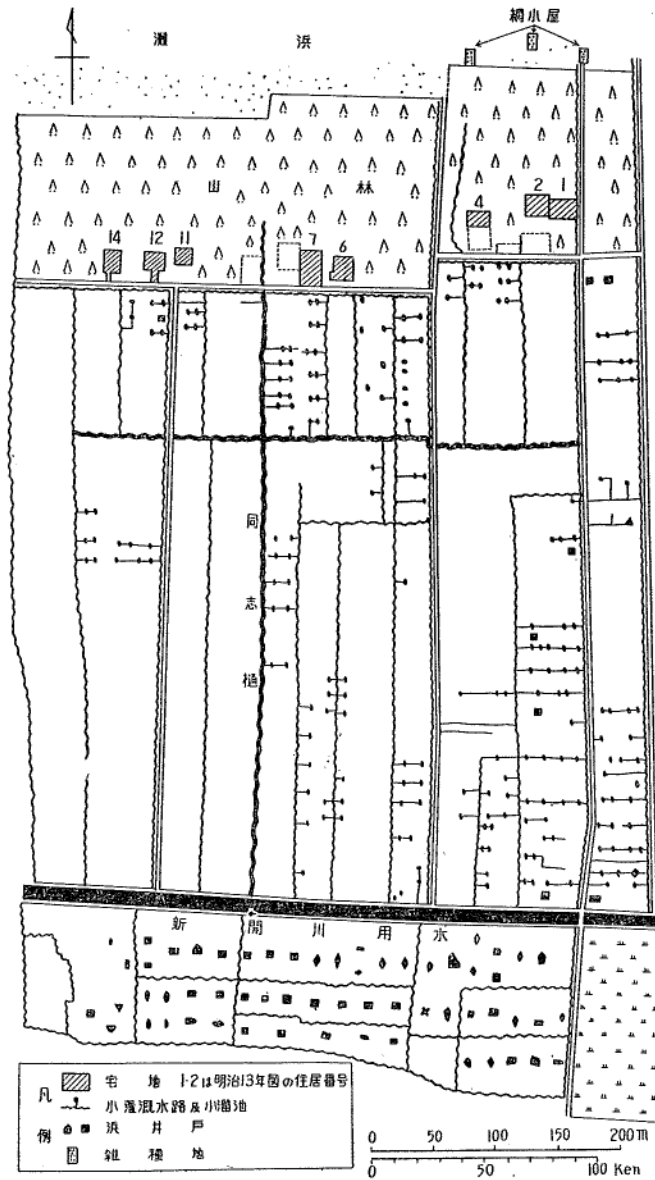 網小屋
灘浜
山林
1
2
4
14
12
11
7
6
同志樋
新開川用水
凡例
宅地 1・2は明治13年図の住居番号
小灌漑水路及小溜池
浜井戸
雑種地
0 50 100 150 200m
0 50 100 Ken